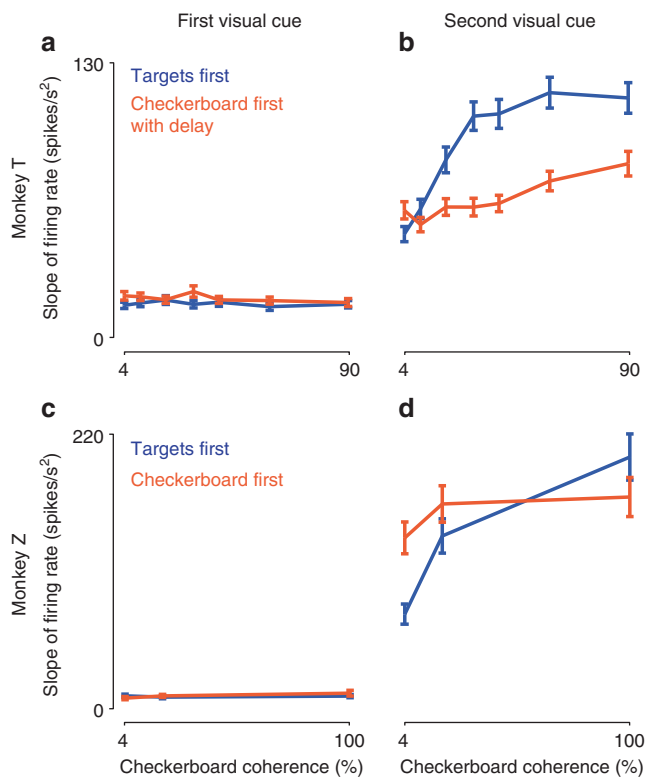 First visual cue
Second visual cue
a
b
130
Targets first
Checkerboard first
with delay
Monkey T
Slope of firing rate (spikes/s²)
0
4
90
4
90
c
d
220
Targets first
Checkerboard first
Monkey Z
Slope of firing rate (spikes/s²)
0
4
100
4
100
Checkerboard coherence (%)
Checkerboard coherence (%)